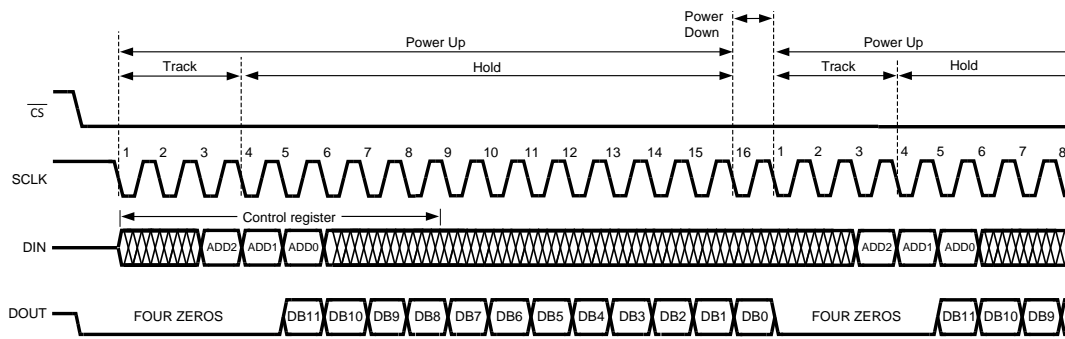 Power Down
Power Up
Power Up
Track
Hold
Track
Hold
CS
1 2 3 4 5 6 7 8 9 10 11 12 13 14 15 16 1 2 3 4 5 6 7 8
SCLK
Control register
DIN
ADD2 ADD1 ADD0 ADD2 ADD1 ADD0
DOUT
FOUR ZEROS DB11 DB10 DB9 DB8 DB7 DB6 DB5 DB4 DB3 DB2 DB1 DB0 FOUR ZEROS DB11 DB10 DB9